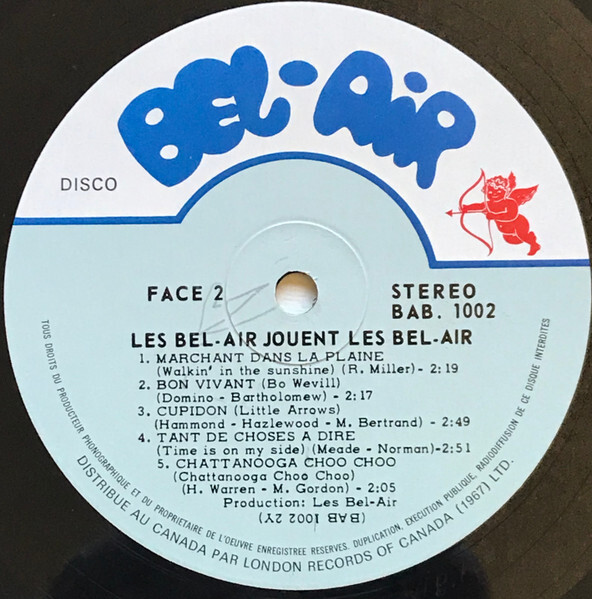 BEL-AIR
DISCO
FACE 2
STEREO
BAB. 1002
LES BEL-AIR JOUENT LES BEL-AIR
1. MARCHANT DANS LA PLAINE
(Walkin' in the sunshine) (R. Miller)- 2:19
2. BON VIVANT (Bo Wevill)
(Domino - Bartholomew) - 2:17
3. CUPIDON (Little Arrows)
(Hammond - Hazlewood - M. Bertrand) - 2:49
4. TANT DE CHOSES A DIRE
(Time is on my side) (Meade - Norman)-2:51
5. CHATTANOOGA CHOO CHOO
(Chattanooga Choo Choo)
(H. Warren - M. Gordon) - 2:05
Production: Les Bel-Air
(BAB 1002 2Y)
TOUS DROITS DU PRODUCTEUR PHONOGRAPHIQUE ET DU PROPRIETAIRE DE L'OEUVRE ENREGISTREE RESERVES. DUPLICATION, EXECUTION PUBLIQUE, RADIODIFFUSION DE CE DISQUE INTERDITES
DISTRIBUE AU CANADA PAR LONDON RECORDS OF CANADA (1967) LTD.